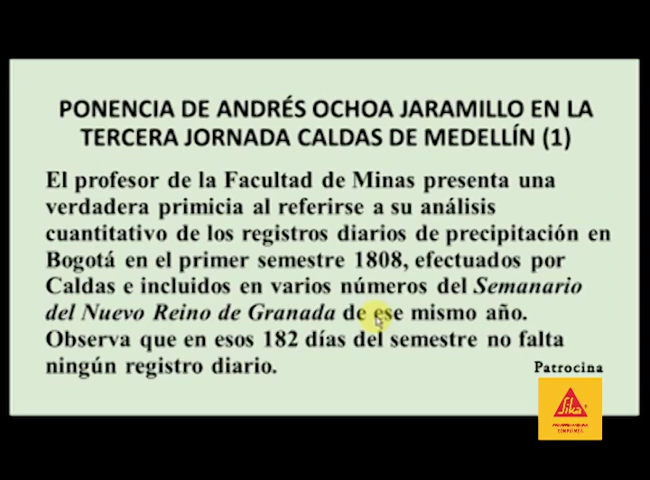 PONENCIA DE ANDRÉS OCHOA JARAMILLO EN LA
TERCERA JORNADA CALDAS DE MEDELLÍN (1)
El profesor de la Facultad de Minas presenta una
verdadera primicia al referirse a su análisis
cuantitativo de los registros diarios de precipitación en
Bogotá en el primer semestre 1808, efectuados por
Caldas e incluidos en varios números del Semanario
del Nuevo Reino de Granada de ese mismo año.
Observa que en esos 182 días del semestre no falta
ningún registro diario.
Patrocina
Sika